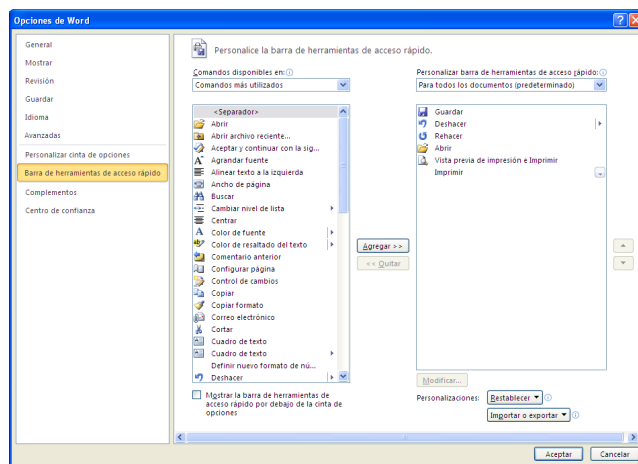 Opciones de Word
General
Mostrar
Revisión
Guardar
Idioma
Avanzadas
Personalizar cinta de opciones
Barra de herramientas de acceso rápido
Complementos
Centro de confianza
Personalice la barra de herramientas de acceso rápido.
Comandos disponibles en:
Comandos más utilizados
<Separador>
Abrir
Abrir archivo reciente...
Aceptar y continuar con la sig...
Agrandar fuente
Alinear texto a la izquierda
Ancho de página
Buscar
Cambiar nivel de lista
Centrar
Color de fuente
Color de resaltado del texto
Comentario anterior
Configurar página
Control de cambios
Copiar
Copiar formato
Correo electrónico
Cortar
Cuadro de texto
Cuadro de texto
Definir nuevo formato de nú...
Deshacer
Mostrar la barra de herramientas de
acceso rápido por debajo de la cinta de
opciones
Agregar >>
<< Quitar
Personalizar barra de herramientas de acceso rápido:
Para todos los documentos (predeterminado)
Guardar
Deshacer
Rehacer
Abrir
Vista previa de impresión e Imprimir
Imprimir
Modificar...
Personalizaciones:
Restablecer
Importar o exportar
Aceptar
Cancelar